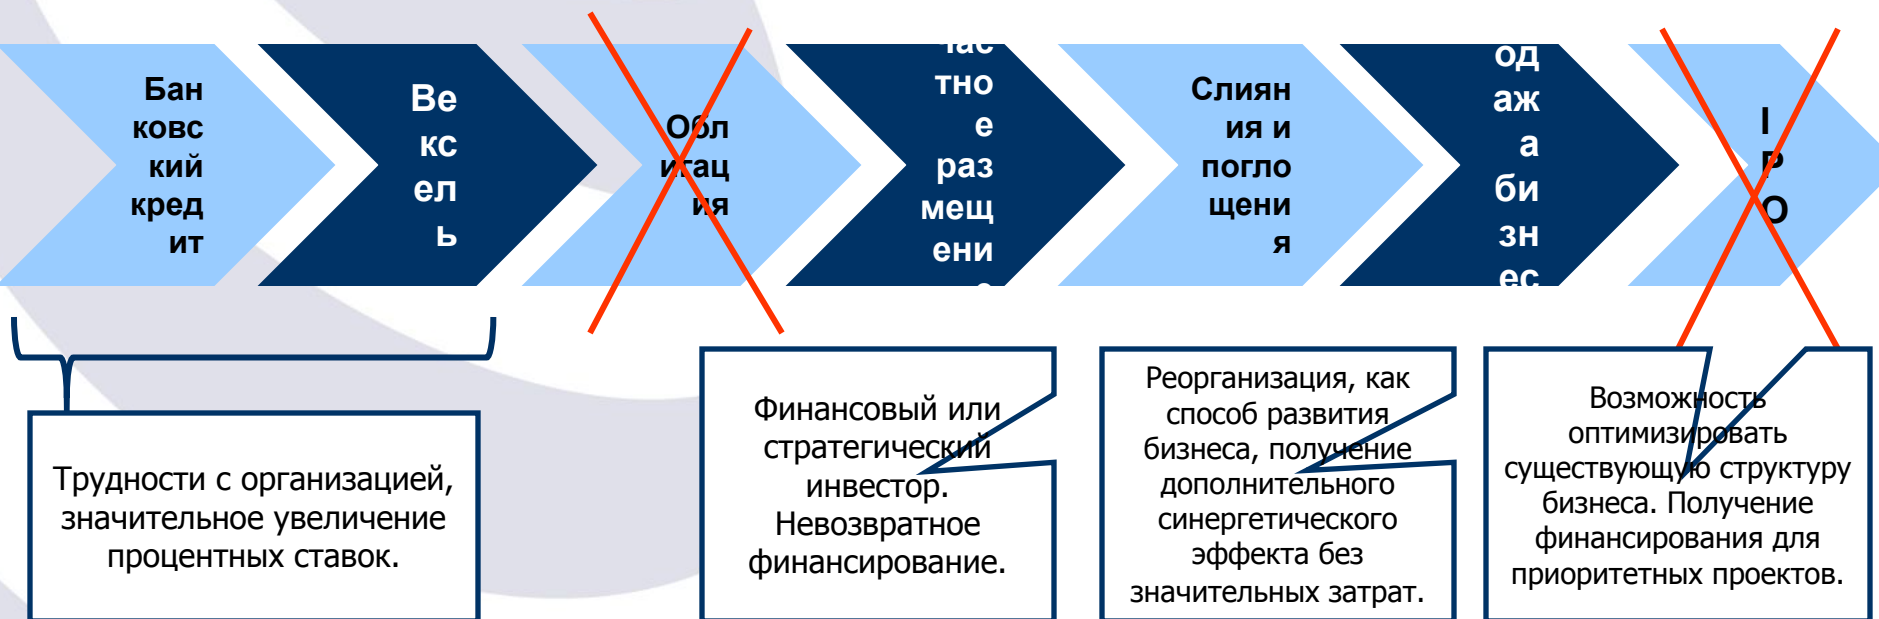 Бан
ковс
кий
кред
ит
Ве
кс
ел
ь
Обл
игац
ия
час
тно
е
раз
мещ
ени
е
Слиян
ия и
погло
щени
я
од
аж
а
би
зн
ес
I
P
O
Трудности с организацией,
значительное увеличение
процентных ставок.
Финансовый или
стратегический
инвестор.
Невозвратное
финансирование.
Реорганизация, как
способ развития
бизнеса, получение
дополнительного
синергетического
эффекта без
значительных затрат.
Возможность
оптимизировать
существующую структуру
бизнеса. Получение
финансирования для
приоритетных проектов.